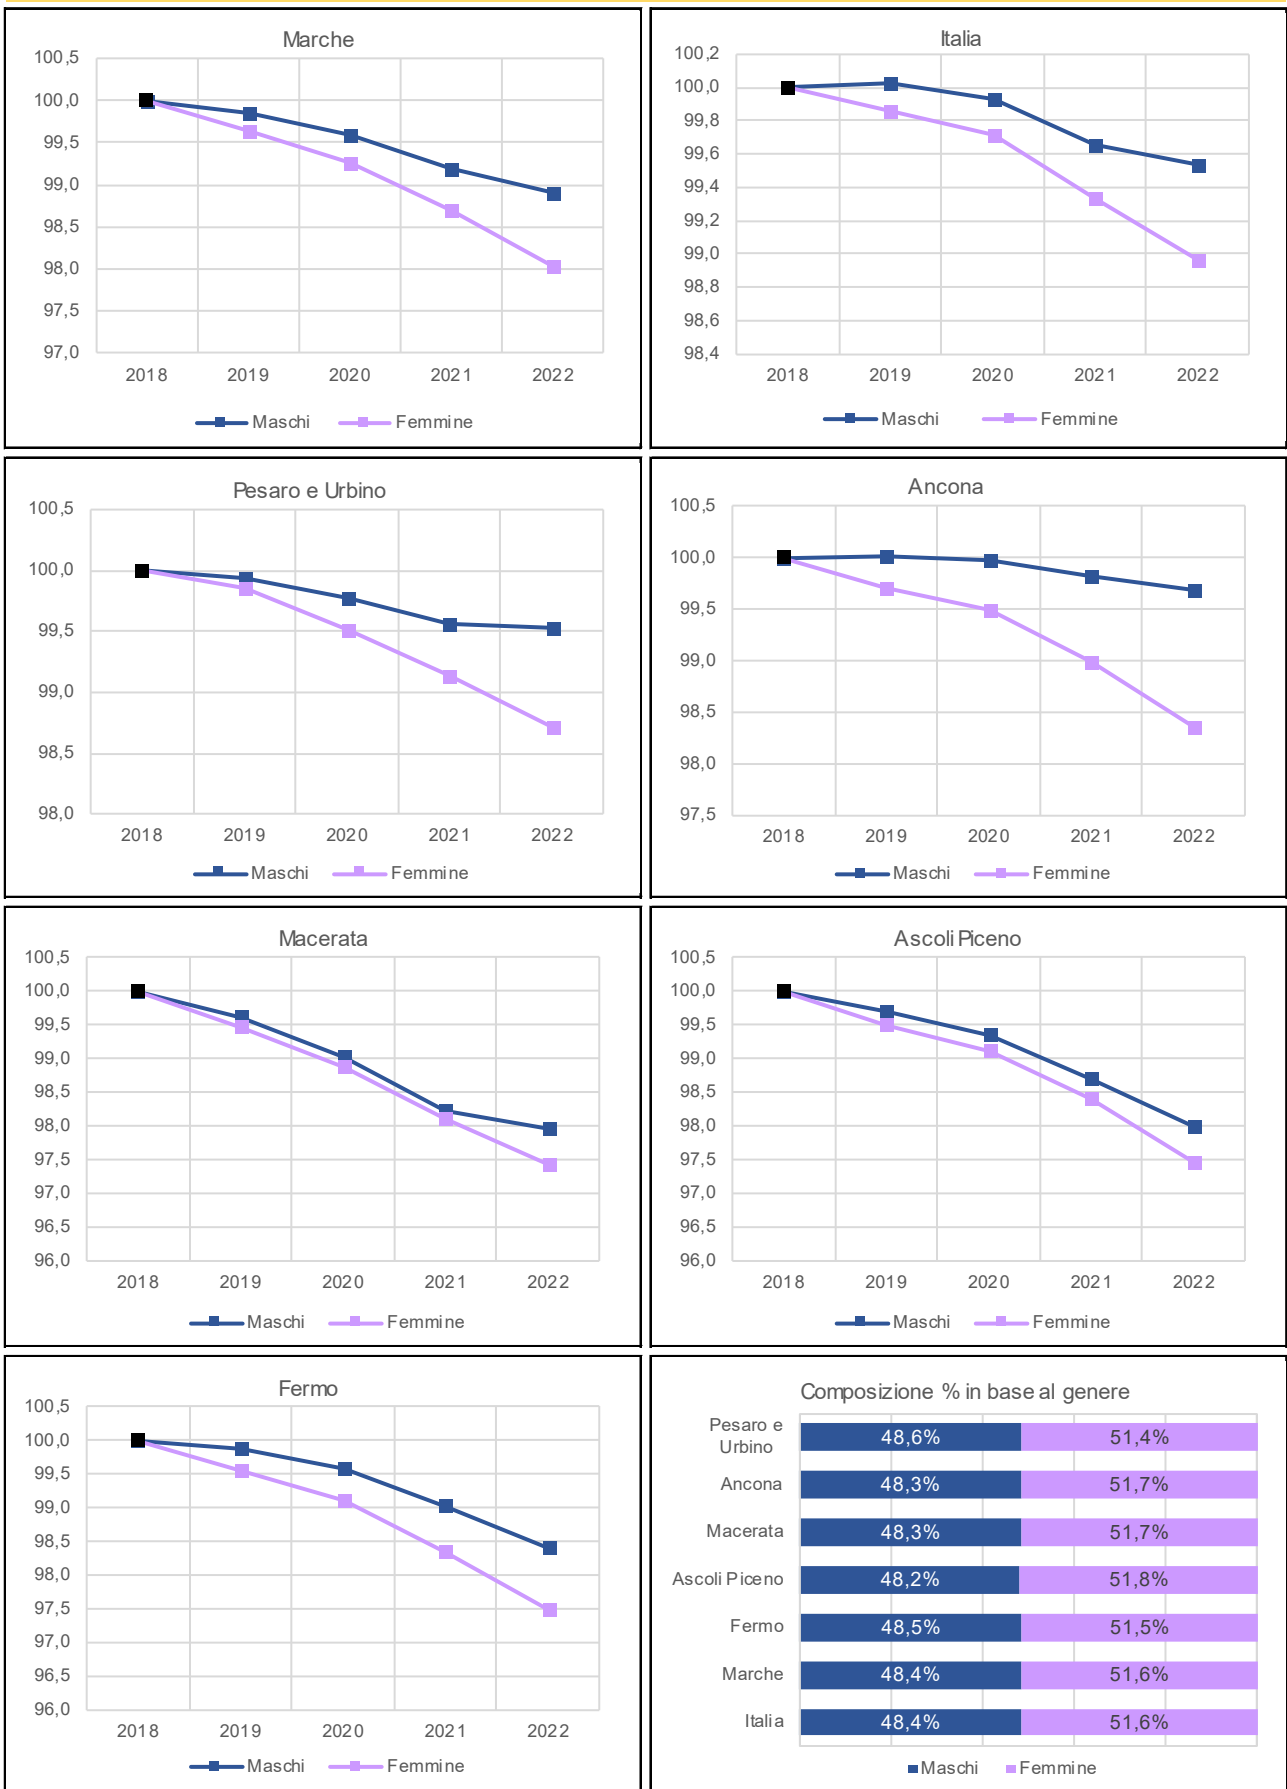 Marche
100,5
100,0
99,5
99,0
98,5
98,0
97,5
97,0
2018 2019 2020 2021 2022
Maschi Femmine
Italia
100,2
100,0
99,8
99,6
99,4
99,2
99,0
98,8
98,6
98,4
2018 2019 2020 2021 2022
Maschi Femmine
Pesaro e Urbino
100,5
100,0
99,5
99,0
98,5
98,0
2018 2019 2020 2021 2022
Maschi Femmine
Ancona
100,5
100,0
99,5
99,0
98,5
98,0
97,5
2018 2019 2020 2021 2022
Maschi Femmine
Macerata
100,5
100,0
99,5
99,0
98,5
98,0
97,5
97,0
96,5
96,0
2018 2019 2020 2021 2022
Maschi Femmine
Ascoli Piceno
100,5
100,0
99,5
99,0
98,5
98,0
97,5
97,0
96,5
96,0
2018 2019 2020 2021 2022
Maschi Femmine
Fermo
100,5
100,0
99,5
99,0
98,5
98,0
97,5
97,0
96,5
96,0
2018 2019 2020 2021 2022
Maschi Femmine
Composizione % in base al genere
Pesaro e
Urbino
48,6% 51,4%
Ancona 48,3% 51,7%
Macerata 48,3% 51,7%
Ascoli Piceno 48,2% 51,8%
Fermo 48,5% 51,5%
Marche 48,4% 51,6%
Italia 48,4% 51,6%
Maschi Femmine